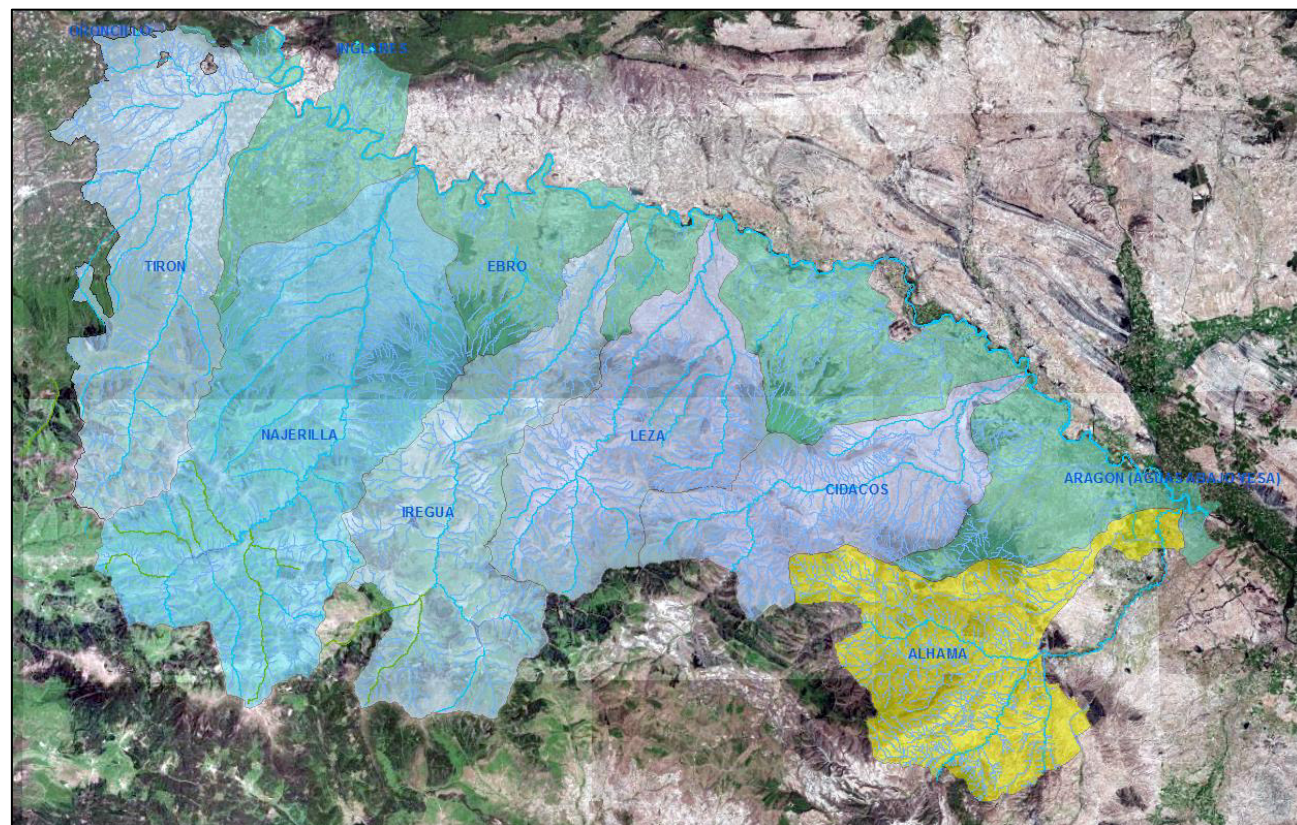 ORONCILLO
INGLARES
TIRON
EBRO
NAJERILLA
LEZA
CIDACOS
ARAGON (AGUAS ABAJO YESA)
IREGUA
ALHAMA